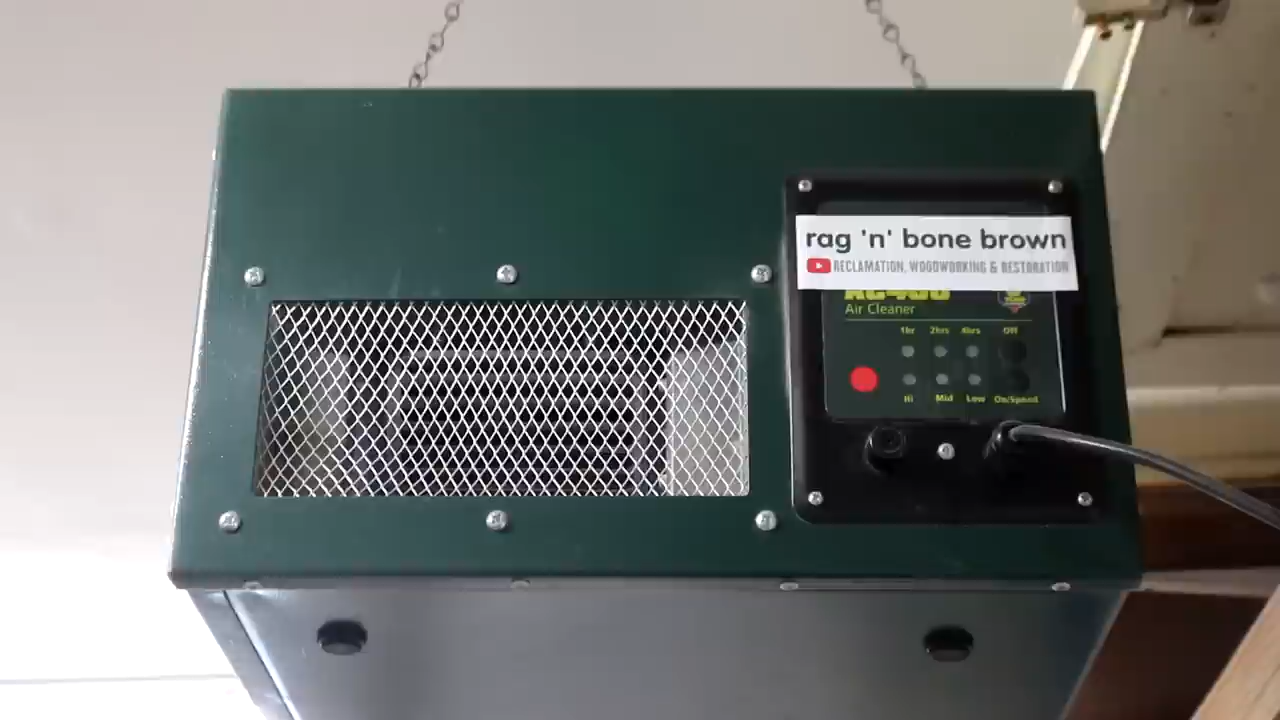 rag 'n' bone brown
RECLAMATION, WOODWORKING & RESTORATION
Air Cleaner
1hr 2hrs 4hrs Off
Hi Mid Low On/Speed